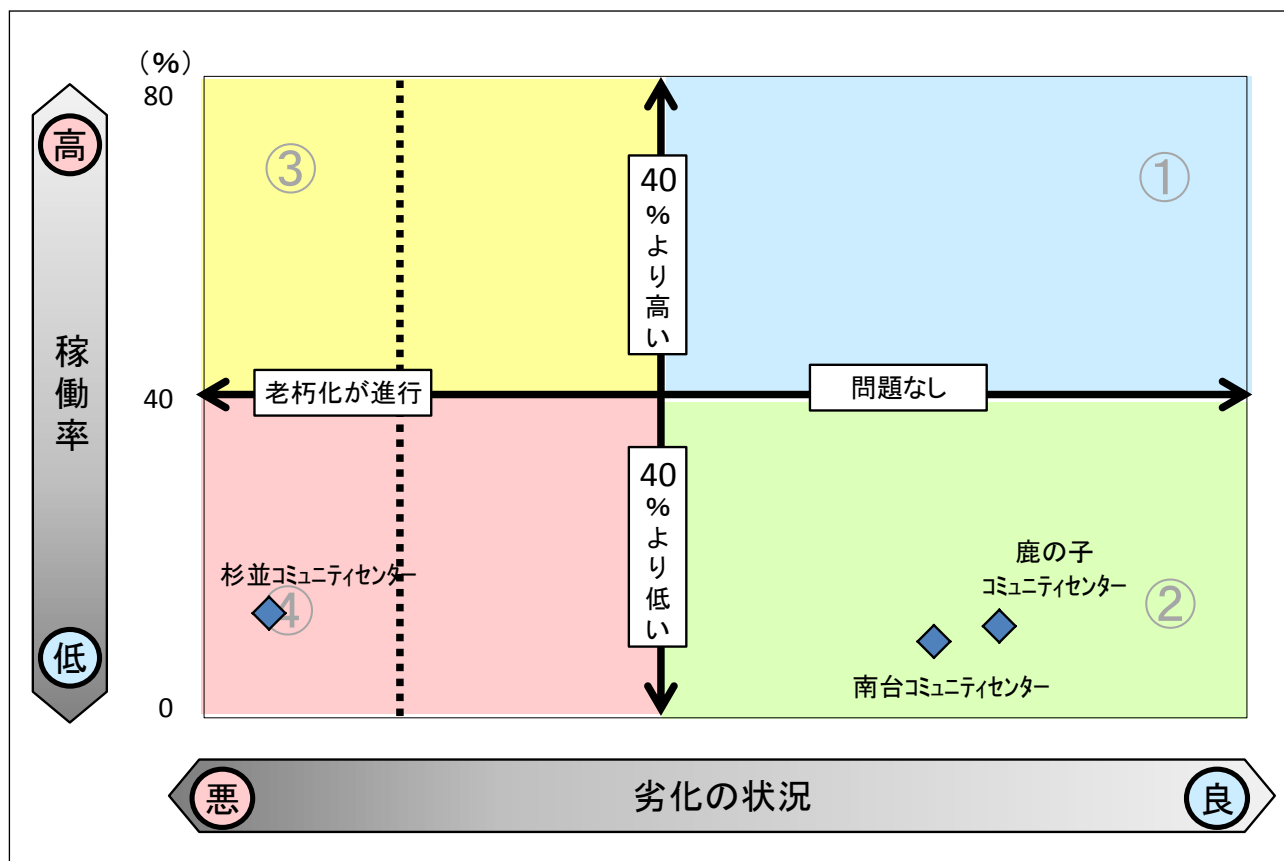 (%)
80
高
③
①
40%より高い
稼働率
40
老朽化が進行
問題なし
40%より低い
鹿の子
コミュニティセンター
杉並コミュニティセンター
④
②
低
南台コミュニティセンター
0
悪
劣化の状況
良